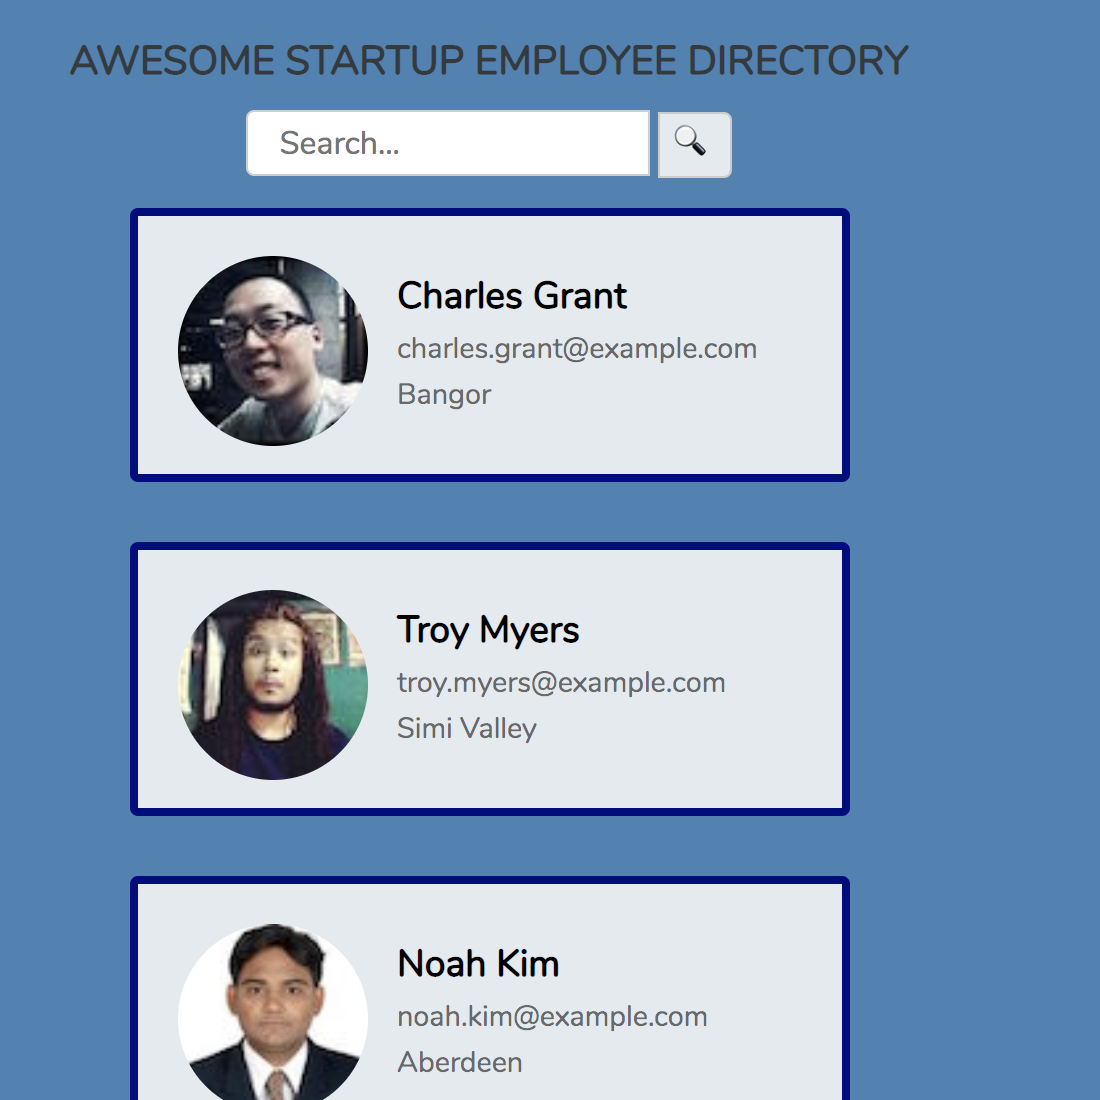 AWESOME STARTUP EMPLOYEE DIRECTORY
Search...
Charles Grant
charles.grant@example.com
Bangor
Troy Myers
troy.myers@example.com
Simi Valley
Noah Kim
noah.kim@example.com
Aberdeen